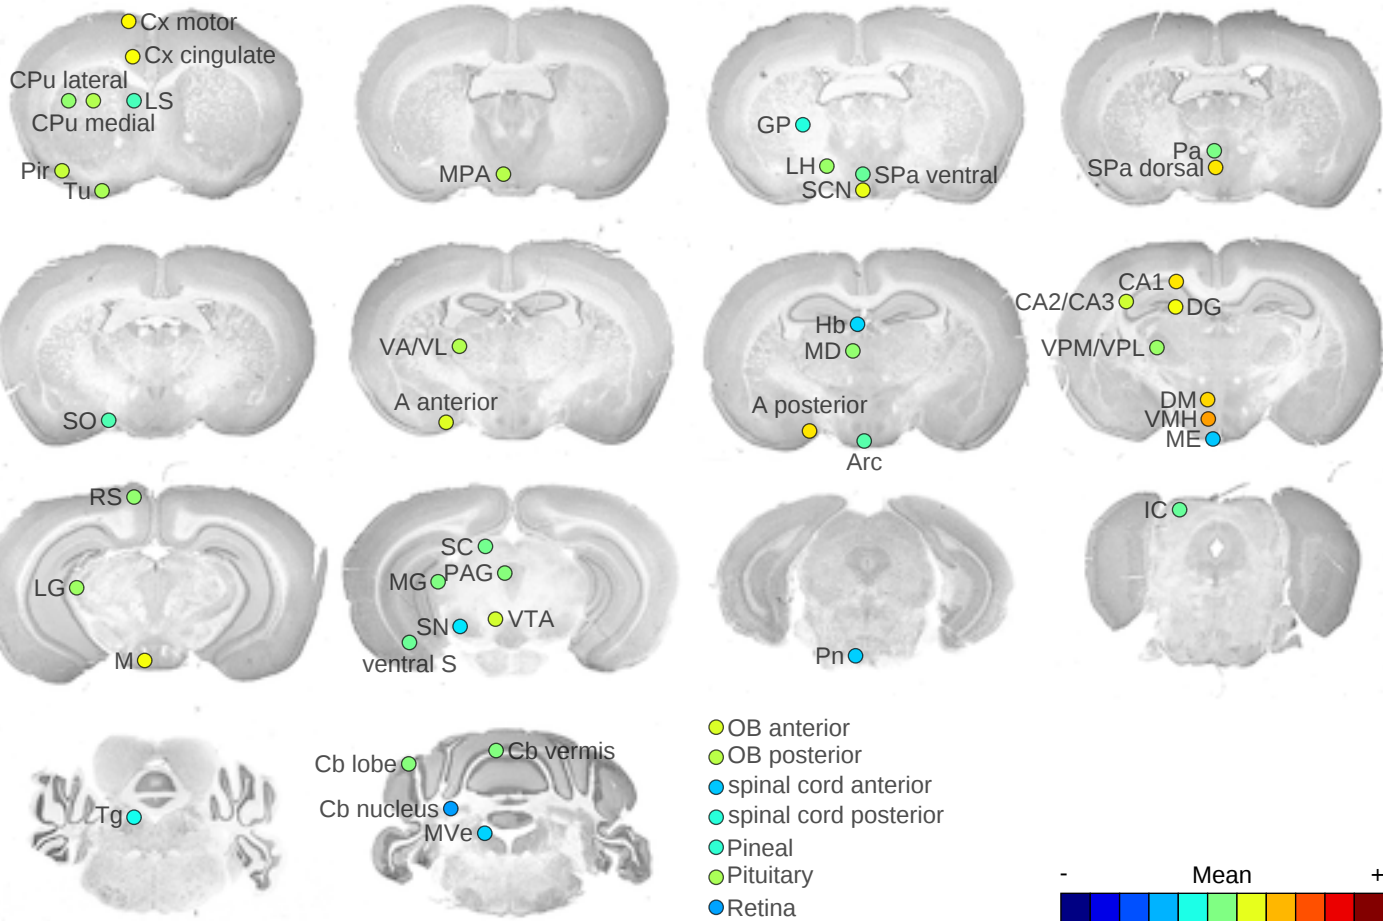 Cx motor
Cx cingulate
CPu lateral
LS
CPu medial
Pir
Tu
MPA
GP
LH
SPa ventral
SCN
Pa
SPa dorsal
SO
VA/VL
A anterior
Hb
MD
A posterior
Arc
CA1
CA2/CA3
DG
VPM/VPL
DM
VMH
ME
RS
LG
M
SC
MG
PAG
SN
VTA
ventral S
Pn
IC
Tg
Cb lobe
Cb vermis
Cb nucleus
MVe
OB anterior
OB posterior
spinal cord anterior
spinal cord posterior
Pineal
Pituitary
Retina
- Mean +